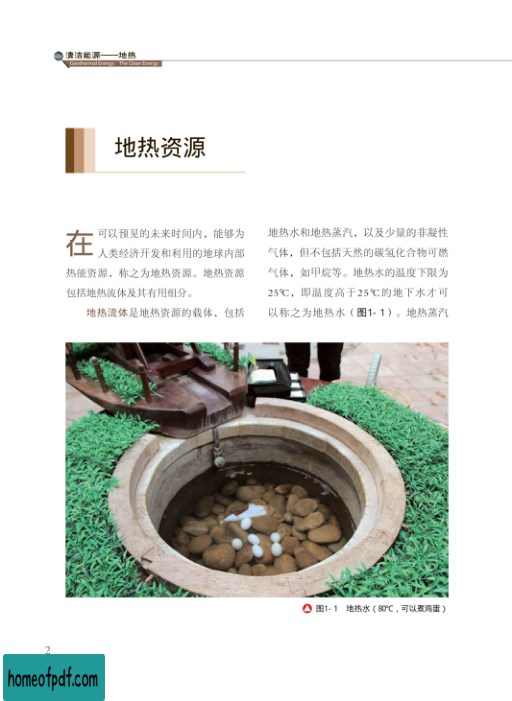 清洁能源——地热
Geothermal Energy The Clean Energy
地热资源
在可以预见的未来时间内，能够为
人类经济开发和利用的地球内部
热能资源，称之为地热资源。地热资源
包括地热流体及其有用组分。
地热流体是地热资源的载体，包括
地热水和地热蒸汽，以及少量的非凝性
气体，但不包括天然的碳氢化合物可燃
气体，如甲烷等。地热水的温度下限为
25℃，即温度高于25℃的地下水才可
以称之为地热水（图1- 1）。地热蒸汽
图1- 1 地热水（80℃，可以煮鸡蛋）
2
homeofpdf.com